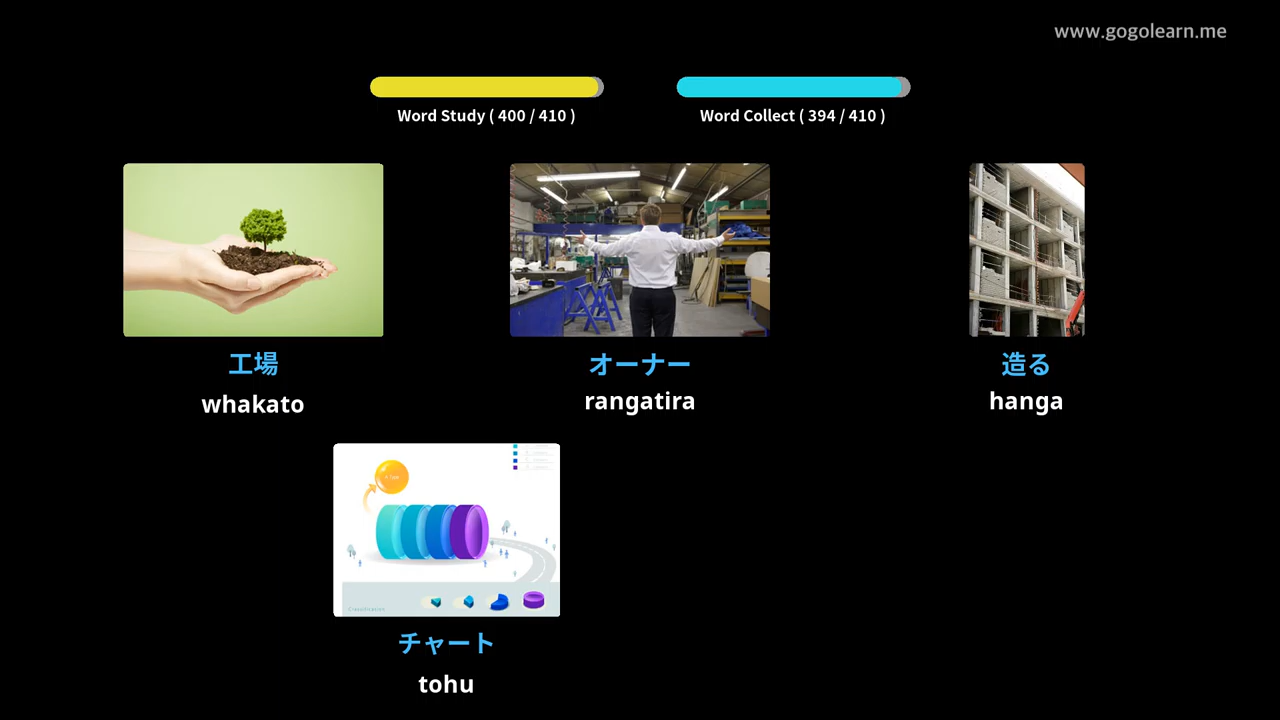 www.gogolearn.me
Word Study ( 400 / 410 )
Word Collect ( 394 / 410 )
工場
whakato
オーナー
rangatira
造る
hanga
チャート
tohu